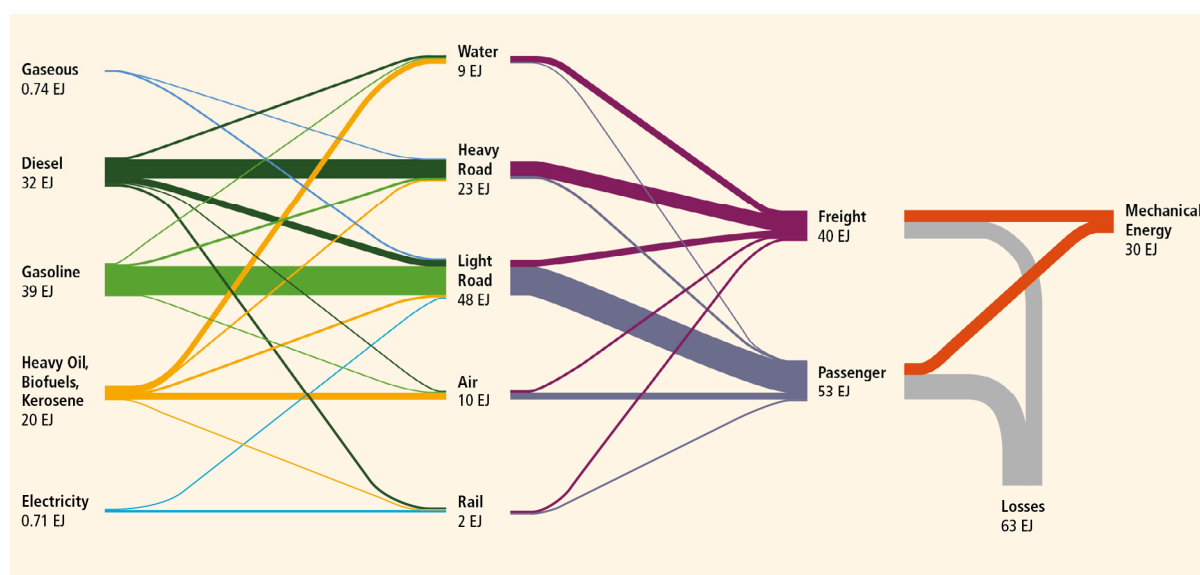 Gaseous
0.74 EJ
Diesel
32 EJ
Gasoline
39 EJ
Heavy Oil,
Biofuels,
Kerosene
20 EJ
Electricity
0.71 EJ
Water
9 EJ
Heavy
Road
23 EJ
Light
Road
48 EJ
Air
10 EJ
Rail
2 EJ
Freight
40 EJ
Passenger
53 EJ
Mechanical
Energy
30 EJ
Losses
63 EJ